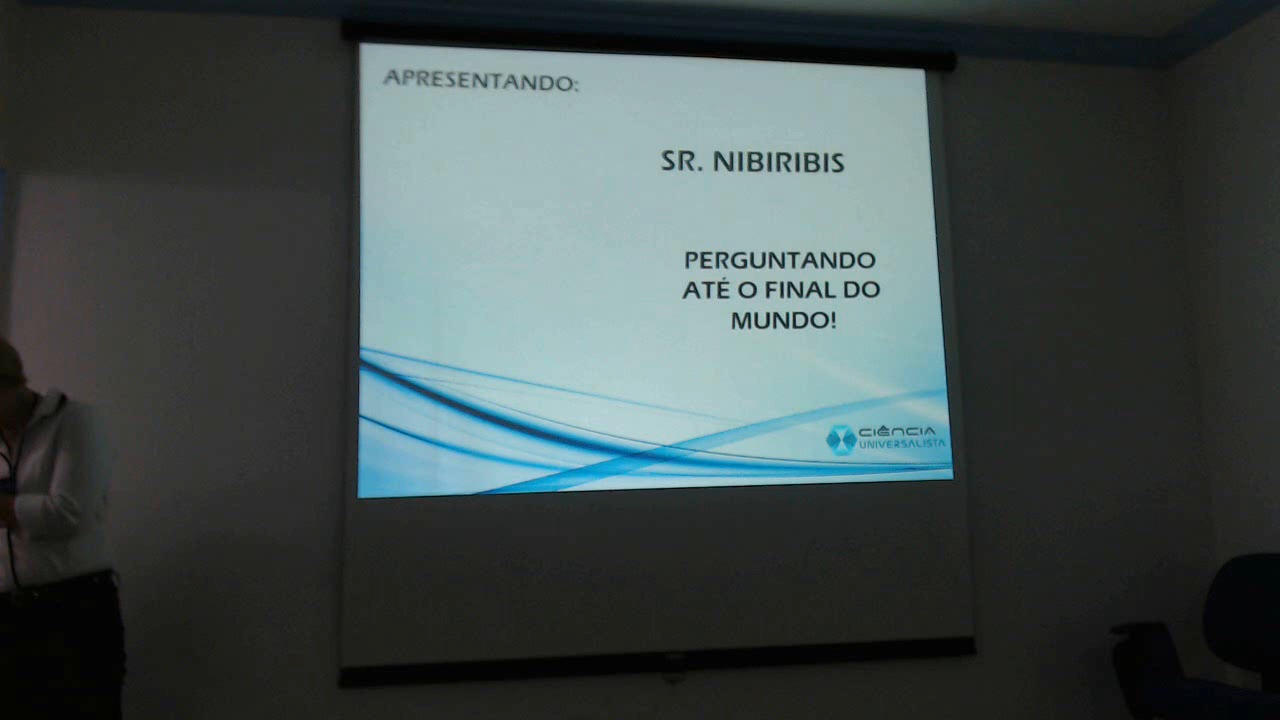 APRESENTANDO:
SR. NIBIRIBIS
PERGUNTANDO
ATÉ O FINAL DO
MUNDO!
CIÊNCIA
UNIVERSALISTA